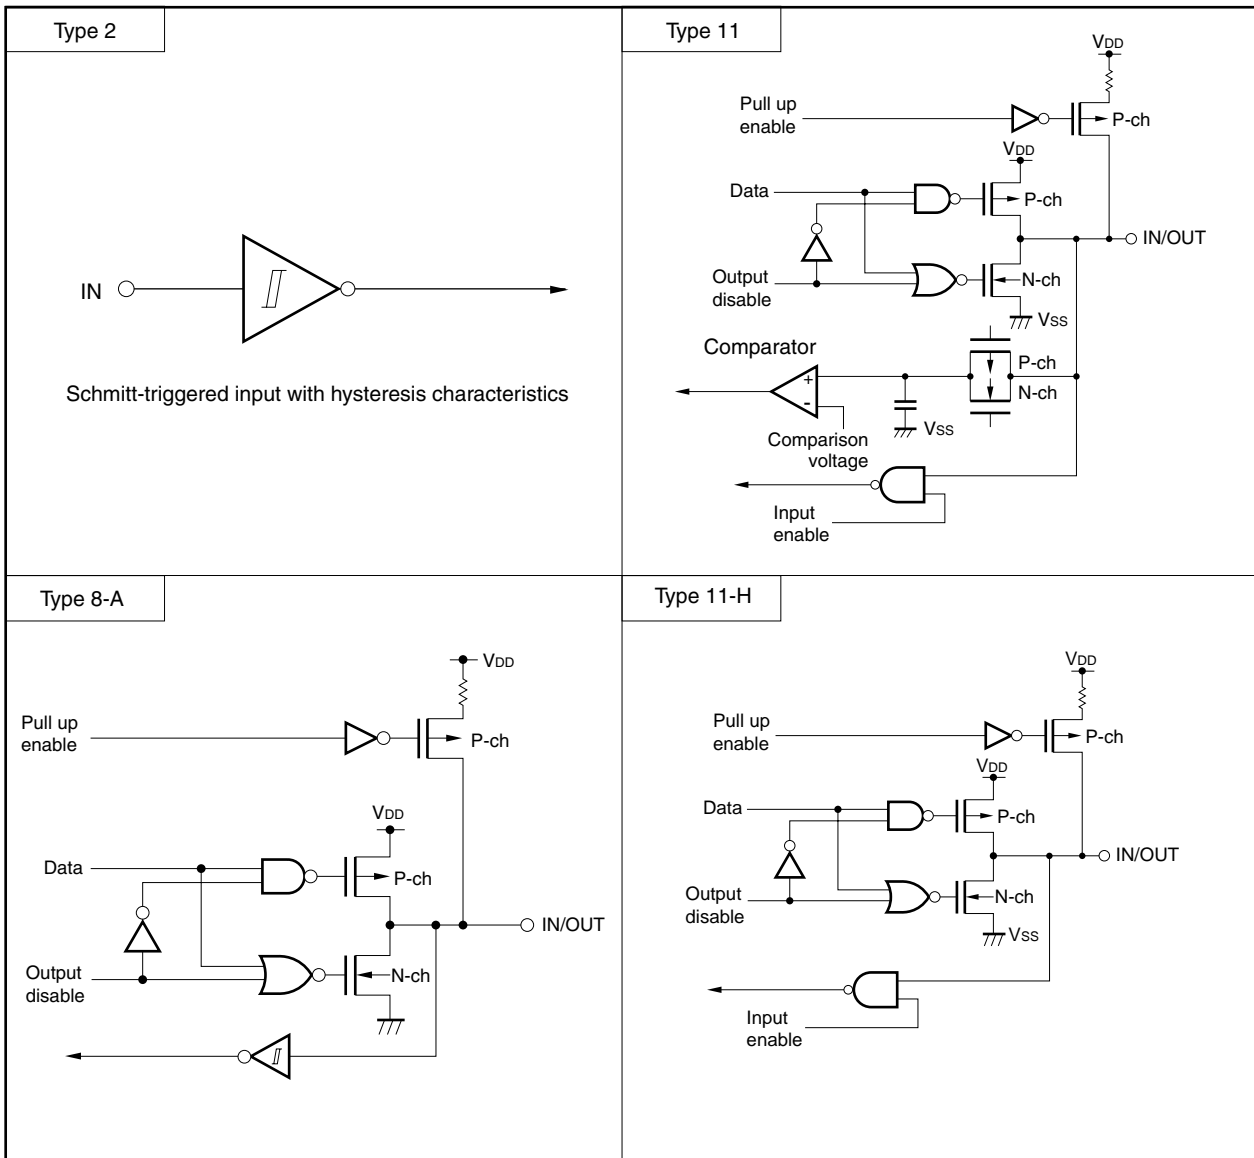 Type 2
IN
Schmitt-triggered input with hysteresis characteristics
Type 11
VDD
Pull up
enable
P-ch
VDD
Data
P-ch
IN/OUT
Output
disable
N-ch
VSS
Comparator
P-ch
N-ch
+
-
VSS
Comparison
voltage
Input
enable
Type 8-A
VDD
Pull up
enable
P-ch
VDD
Data
P-ch
IN/OUT
Output
disable
N-ch
Type 11-H
VDD
Pull up
enable
P-ch
VDD
Data
P-ch
IN/OUT
Output
disable
N-ch
VSS
Input
enable